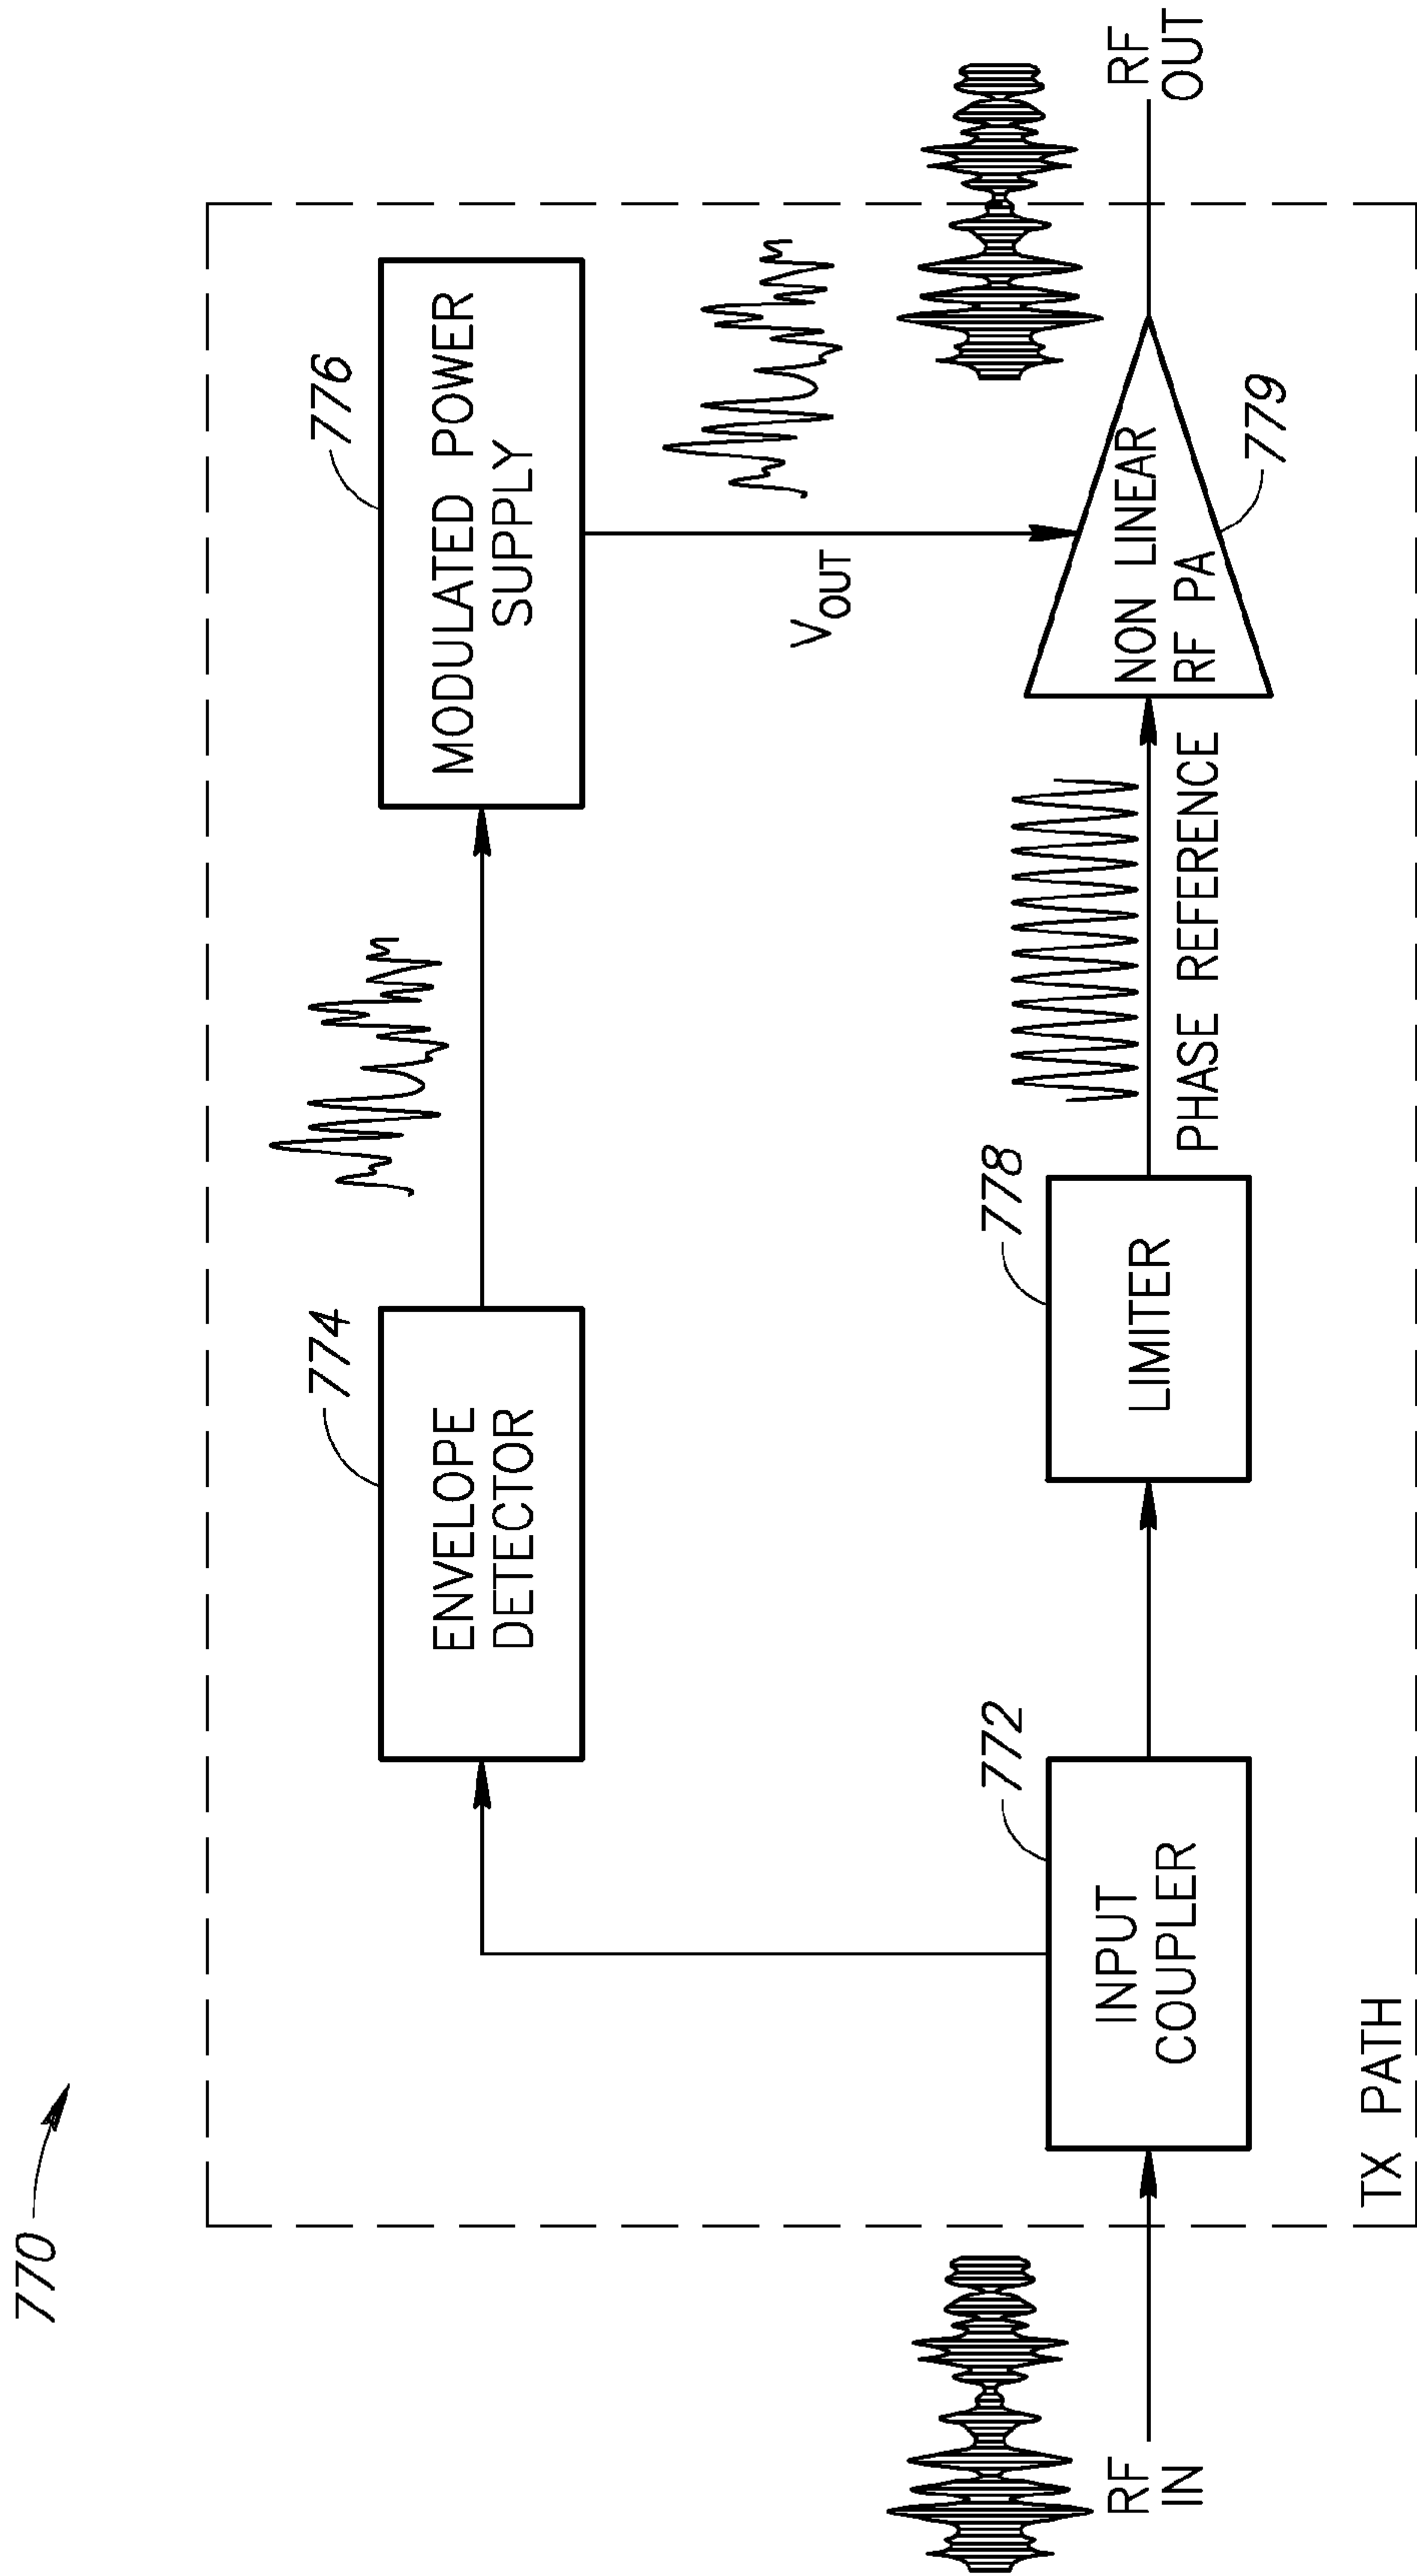 770
774
ENVELOPE
DETECTOR
776
MODULATED POWER
SUPPLY
V_OUT
RF
IN
772
INPUT
COUPLER
778
LIMITER
PHASE REFERENCE
NON LINEAR
RF PA
779
RF
OUT
TX PATH